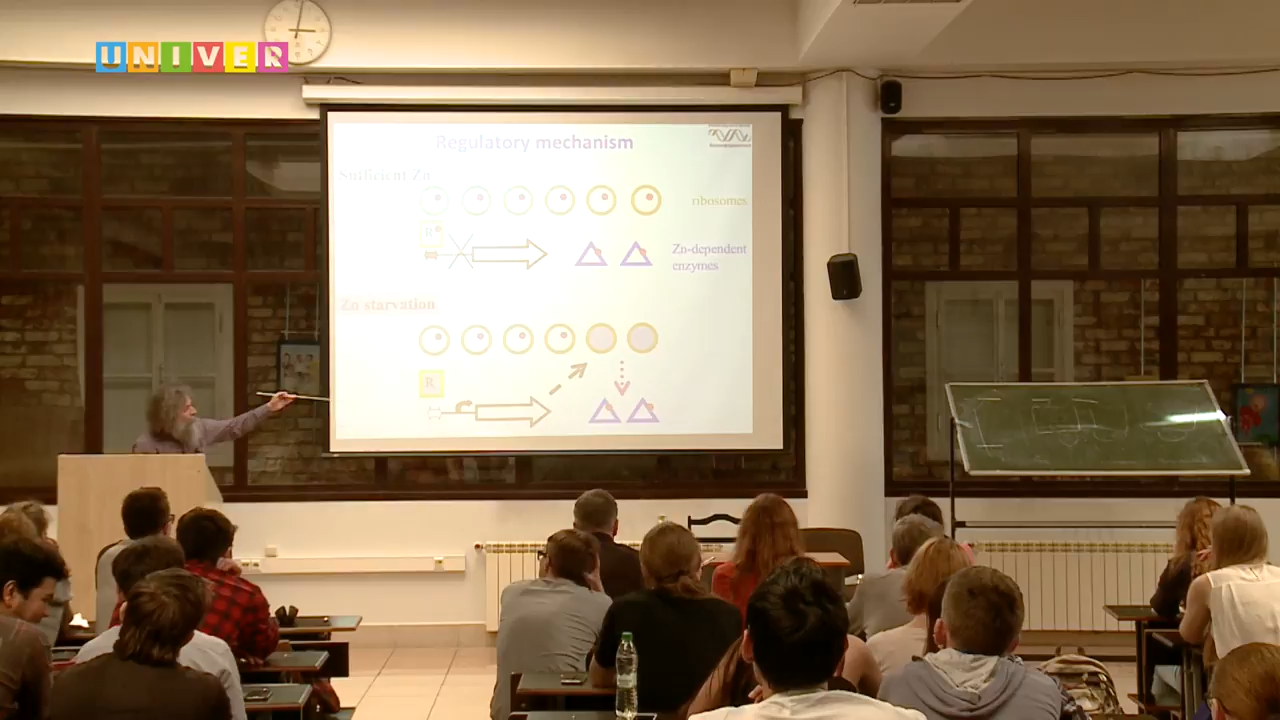 UNIVER
Regulatory mechanism
Sufficient Zn
ribosomes
R
Zn-dependent
enzymes
Zn starvation
R